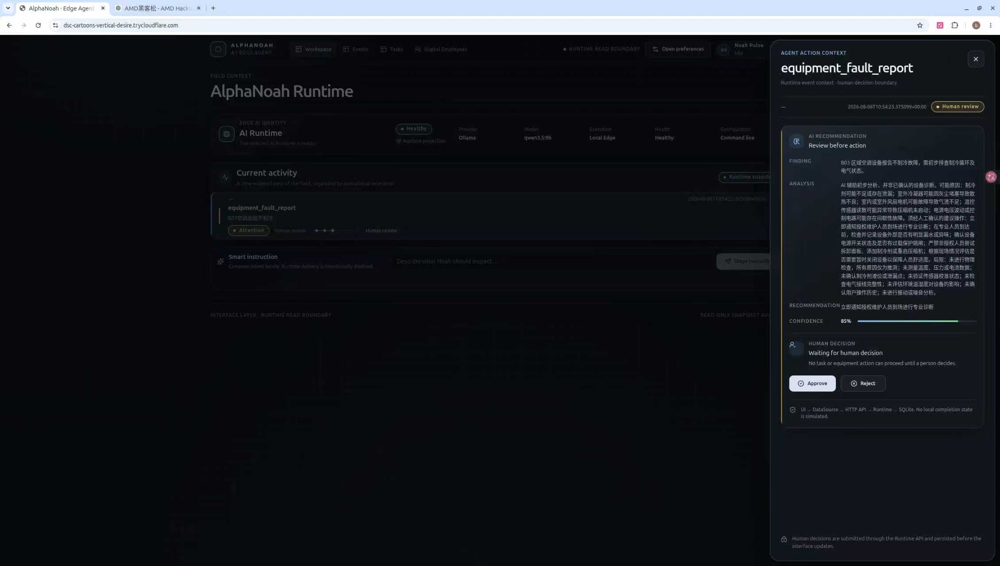 AlphaNoah · Edge Agent
AMD黑客松 - AMD Hacka
dsc-cartoons-vertical-desire.trycloudflare.com
b
ALPHANOAH
AI EDGE AGENT
Workspace
Events
Tasks
Digital Employees
RUNTIME READ BOUNDARY
Open preferences
Noah Pulse
Idle
FIELD CONTEXT
AlphaNoah Runtime
EDGE AI IDENTITY
AI Runtime
The selected AI Runtime is ready
Healthy
Runtime projection
Provider
Ollama
Model
qwen3.5:9b
Execution
Local Edge
Health
Healthy
Configuration
Command line
Current activity
A time-ordered view of the field, organized by operational relevance.
Runtime snapsh
—
2026-08-06T10:54:25.375099+00:00
equipment_fault_report
B03空调出现不制冷
Attention
Human review
Human review
Smart instruction
Compose intent locally. Runtime delivery is intentionally disabled.
Describe what Noah should inspect…
Stage instructi
INTERFACE LAYER · RUNTIME READ BOUNDARY
READ-ONLY SNAPSHOT AVA
AGENT ACTION CONTEXT
equipment_fault_report
Runtime event context · human decision boundary
—
2026-08-06T10:54:25.375099+00:00
Human review
AI RECOMMENDATION
Review before action
FINDING
B03 区域空调设备报告不制冷故障，需初步排查制冷循环及
电气状态。
ANALYSIS
AI 辅助初步分析，并非已确认的设备诊断。可能原因：制冷
剂可能不足或存在泄漏；室外冷凝器可能因灰尘堵塞导致散
热不良；室内或室外风扇电机可能故障导致气流不足；温控
传感器读数可能异常导致压缩机未启动；电源电压波动或控
制电路可能存在间歇性故障。须经人工确认的建议操作：立
即通知授权维护人员到场进行专业诊断；在专业人员到达
前，检查并记录设备外部是否有明显漏水或异味；确认设备
电源开关状态及是否有过载保护跳闸；严禁非授权人员尝试
拆卸面板、添加制冷剂或重启压缩机；根据现场情况评估是
否需要暂时关闭设备以保障人员舒适度。局限：未进行物理
检查，所有原因仅为推测；未测量温度、压力或电流数据；
未确认制冷剂液位或泄漏点；未验证传感器校准状态；未检
查电气接线完整性；未评估环境温湿度对设备的影响；未确
认用户操作历史；未进行振动或噪音分析。
RECOMMENDATION
立即通知授权维护人员到场进行专业诊断
CONFIDENCE
85%
HUMAN DECISION
Waiting for human decision
No task or equipment action can proceed until a person decides.
Approve
Reject
UI → DataSource → HTTP API → Runtime → SQLite. No local completion state
is simulated.
Human decisions are submitted through the Runtime API and persisted before the
interface updates.